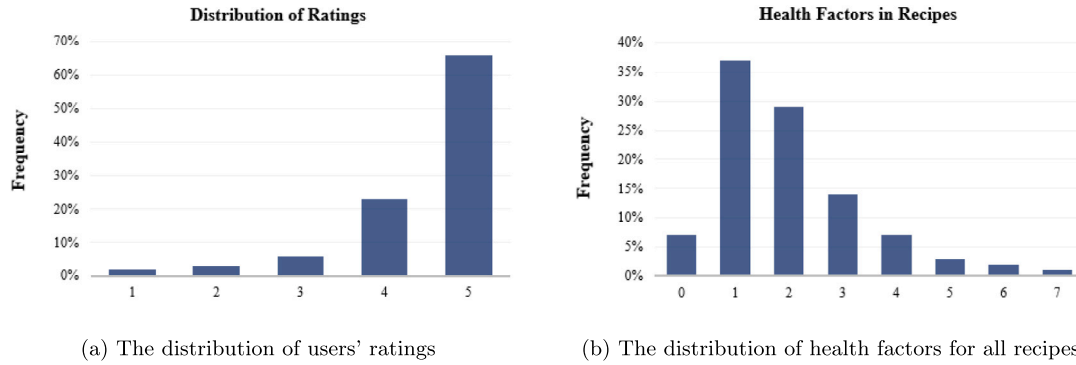 Distribution of Ratings
70%
60%
50%
40%
30%
20%
10%
0%
Frequency
1 2 3 4 5
(a) The distribution of users' ratings
Health Factors in Recipes
40%
35%
30%
25%
20%
15%
10%
5%
0%
Frequency
0 1 2 3 4 5 6 7
(b) The distribution of health factors for all recipes